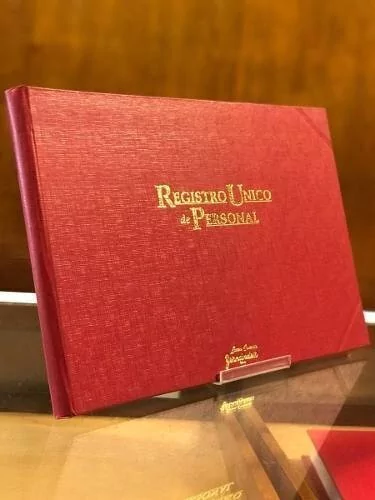 REGISTRO UNICO
de PERSONAL